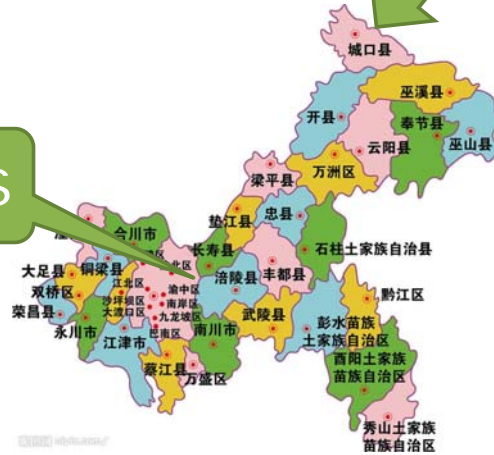 城口县
巫溪县
开县
奉节县
云阳县
巫山县
万洲区
梁平县
忠县
垫江县
合川市
长寿县
石柱土家族自治县
大足县
铜梁县
江北区
渝中区
涪陵县
丰都县
双桥区
沙坪坝区
南岸区
黔江区
荣昌县
大渡口区
九龙坡区
武陵县
彭水苗族
土家族自治区
永川市
巴南区
南川市
江津市
酉阳土家族
苗族自治区
綦江县
万盛区
秀山土家族
苗族自治区
S